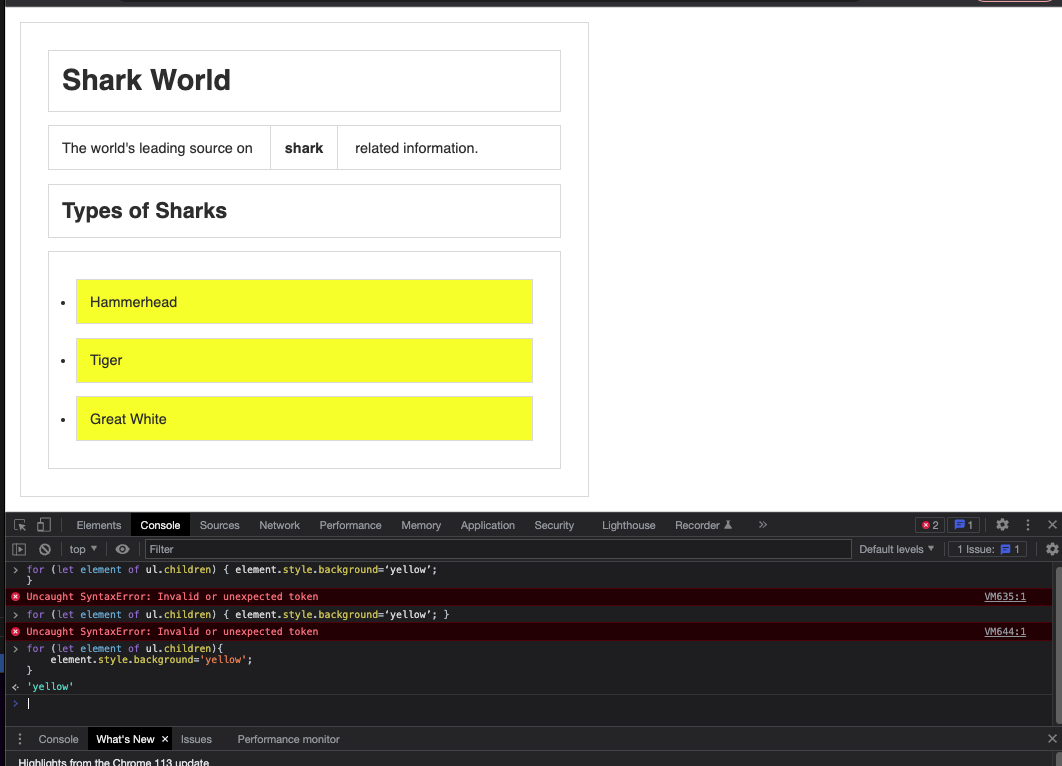 Shark World
The world's leading source on shark related information.
Types of Sharks
• Hammerhead
• Tiger
• Great White
Elements Console Sources Network Performance Memory Application Security Lighthouse Recorder » 2 1
top ▼ Filter Default levels ▼ 1 Issue: 1
> for (let element of ul.children) { element.style.background=‘yellow’;
}
Uncaught SyntaxError: Invalid or unexpected token VM635:1
> for (let element of ul.children) { element.style.background=‘yellow’; }
Uncaught SyntaxError: Invalid or unexpected token VM644:1
> for (let element of ul.children){
element.style.background='yellow';
}
'yellow'
>
Console What's New × Issues Performance monitor
Highlights from the Chrome 113 update